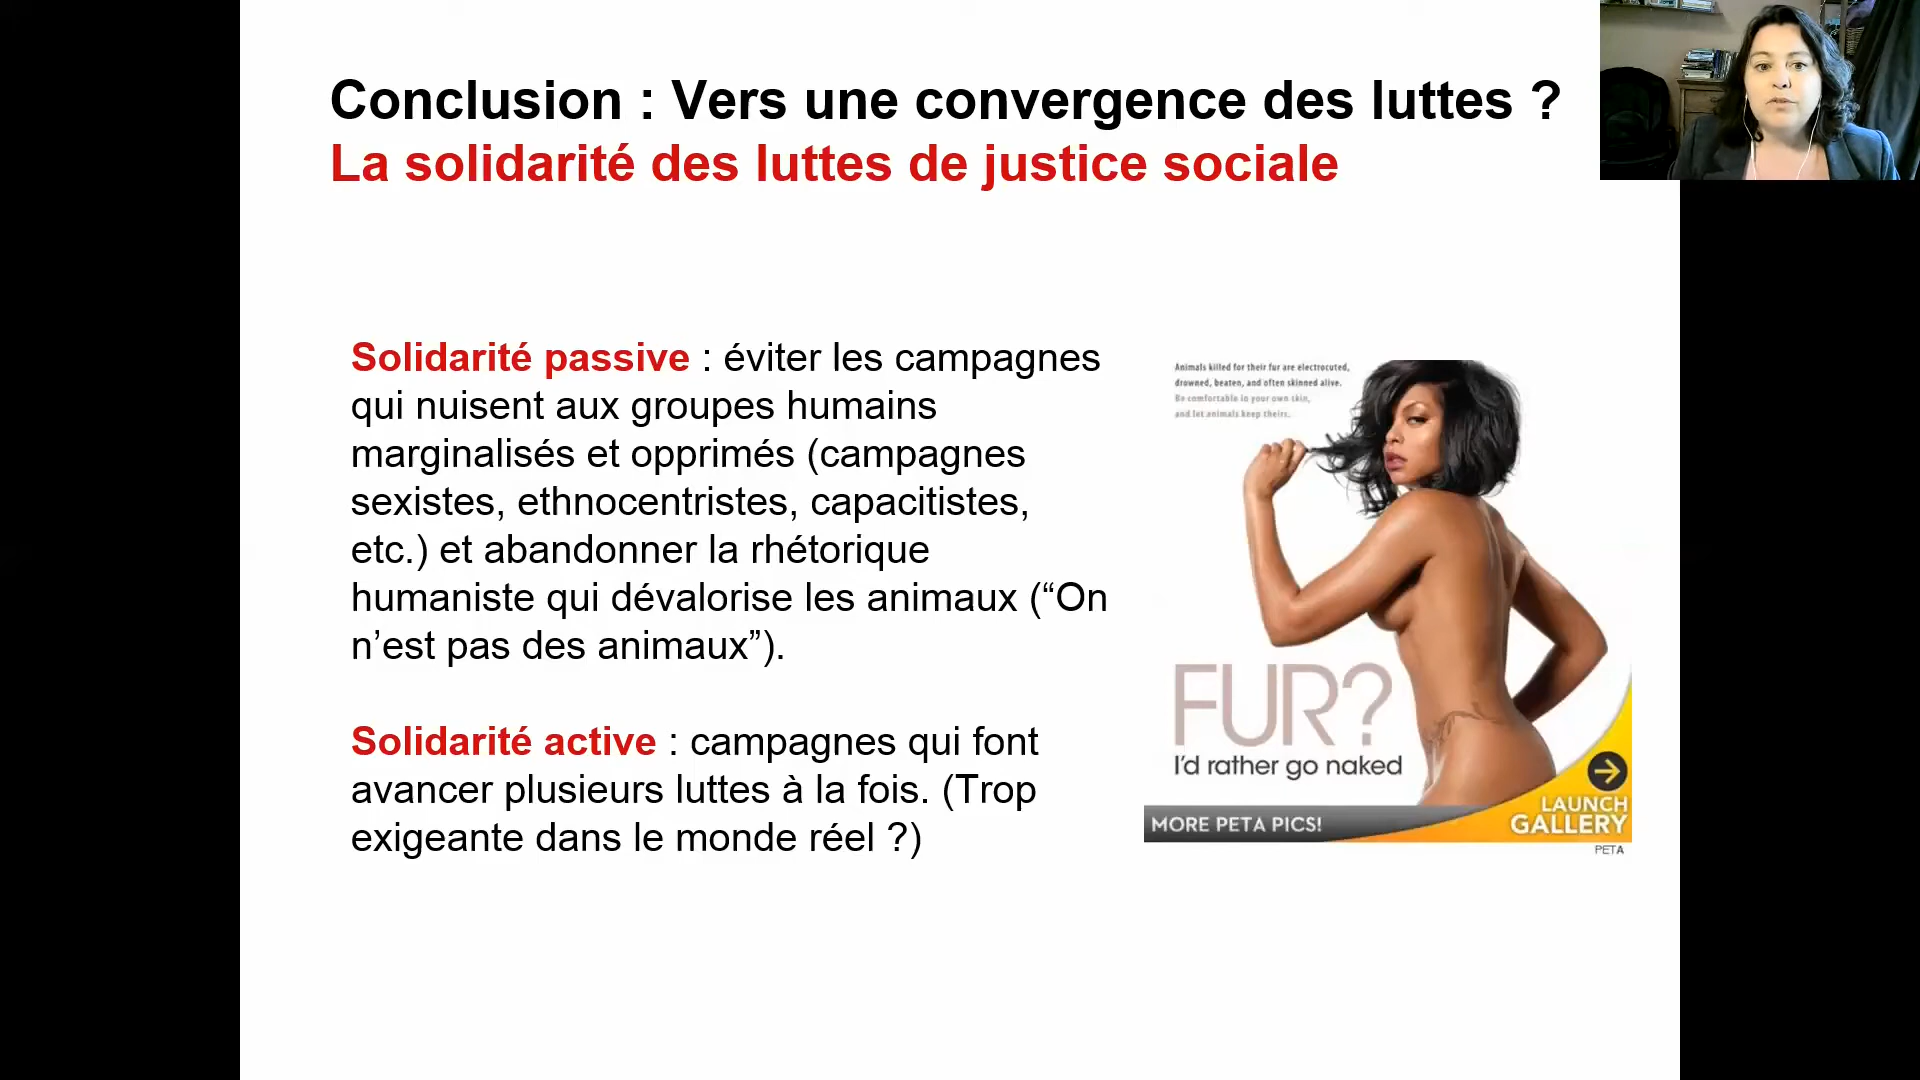 Conclusion : Vers une convergence des luttes ?
La solidarité des luttes de justice sociale
Solidarité passive : éviter les campagnes
qui nuisent aux groupes humains
marginalisés et opprimés (campagnes
sexistes, ethnocentristes, capacitistes,
etc.) et abandonner la rhétorique
humaniste qui dévalorise les animaux (“On
n’est pas des animaux”).
Solidarité active : campagnes qui font
avancer plusieurs luttes à la fois. (Trop
exigeante dans le monde réel ?)
Animals killed for their fur are electrocuted,
drowned, beaten, and often skinned alive.
Be comfortable in your own skin,
and let animals keep theirs.
FUR?
I'd rather go naked
LAUNCH
GALLERY
MORE PETA PICS!
PETA